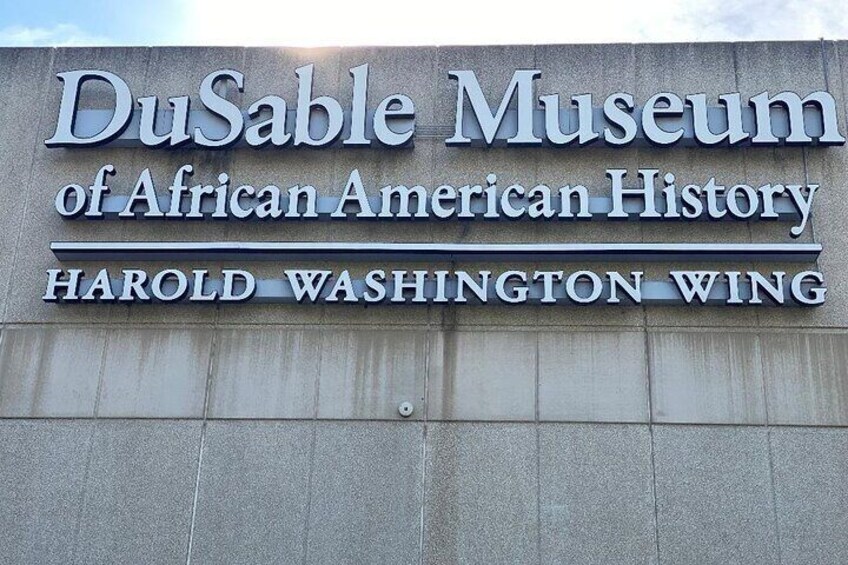 DuSable Museum
of African American History
HAROLD WASHINGTON WING